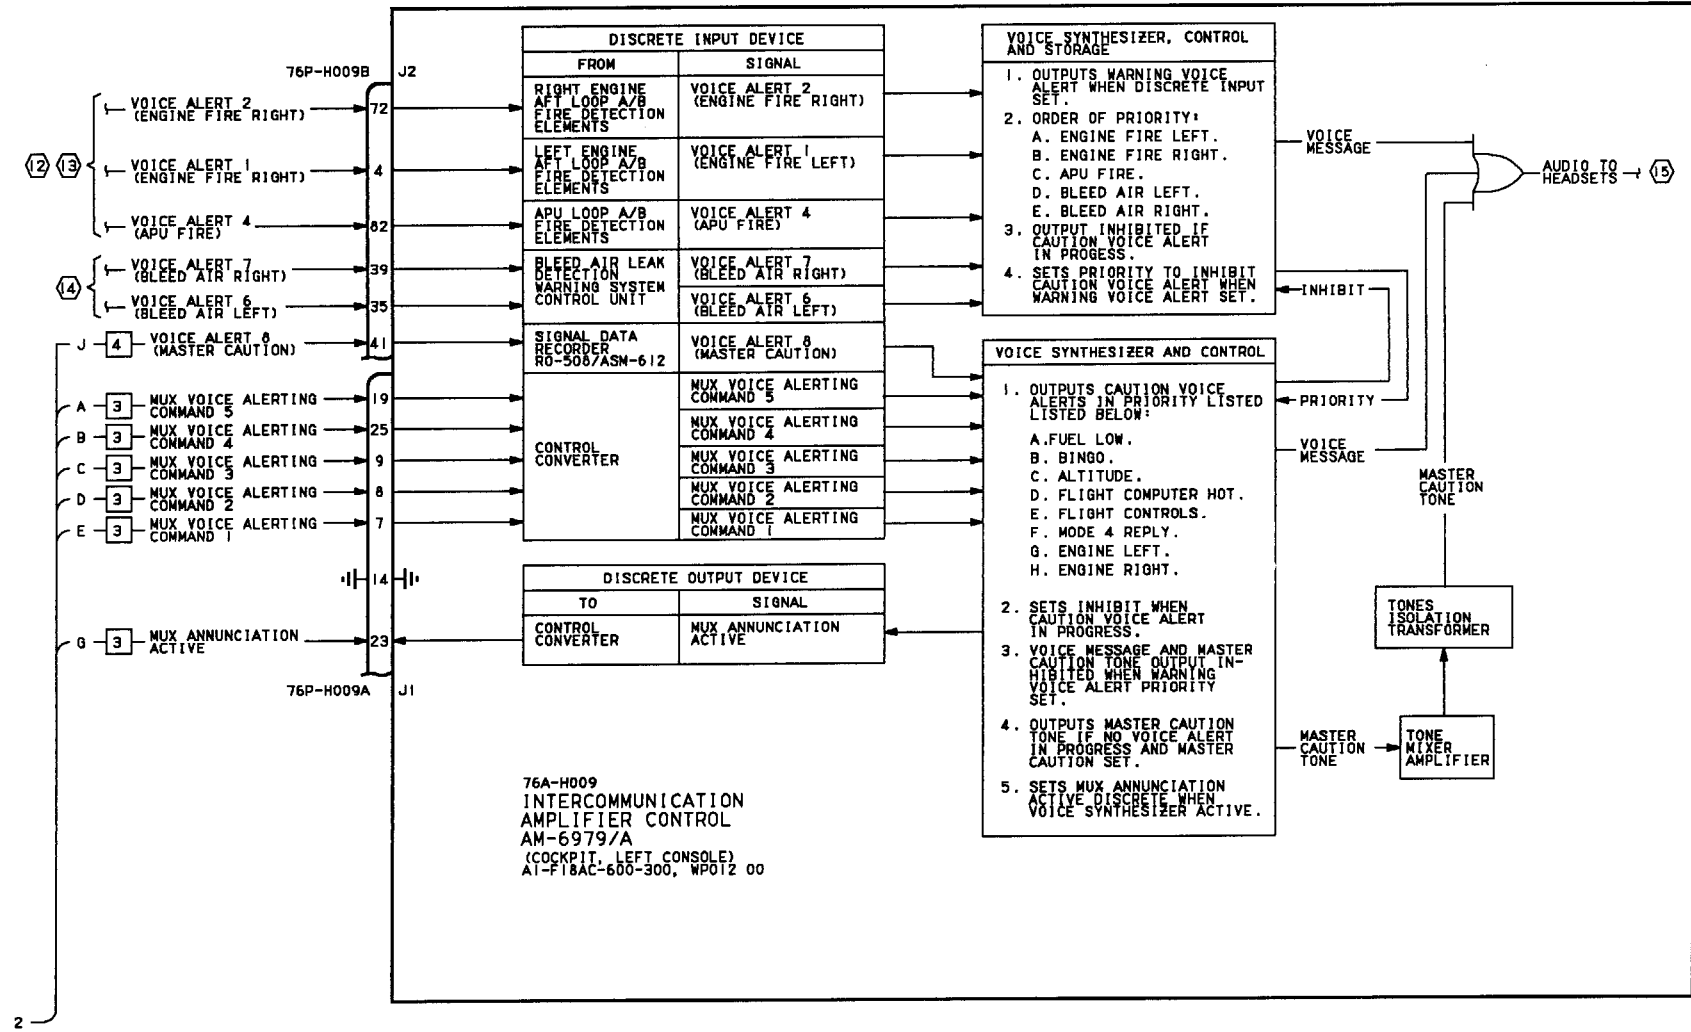 76P-H009B
J2
VOICE ALERT 2
(ENGINE FIRE RIGHT)
72
12
13
VOICE ALERT 1
(ENGINE FIRE RIGHT)
4
VOICE ALERT 4
(APU FIRE)
82
14
VOICE ALERT 7
(BLEED AIR RIGHT)
39
VOICE ALERT 6
(BLEED AIR LEFT)
35
J
4
VOICE ALERT 8
(MASTER CAUTION)
41
A
3
MUX VOICE ALERTING
COMMAND 5
19
B
3
MUX VOICE ALERTING
COMMAND 4
25
C
3
MUX VOICE ALERTING
COMMAND 3
9
D
3
MUX VOICE ALERTING
COMMAND 2
8
E
3
MUX VOICE ALERTING
COMMAND 1
7
14
G
3
MUX ANNUNCIATION
ACTIVE
23
76P-H009A
J1
2
DISCRETE INPUT DEVICE
FROM
SIGNAL
RIGHT ENGINE
AFT LOOP A/B
FIRE DETECTION
ELEMENTS
VOICE ALERT 2
(ENGINE FIRE RIGHT)
LEFT ENGINE
AFT LOOP A/B
FIRE DETECTION
ELEMENTS
VOICE ALERT 1
(ENGINE FIRE LEFT)
APU LOOP A/B
FIRE DETECTION
ELEMENTS
VOICE ALERT 4
(APU FIRE)
BLEED AIR LEAK
DETECTION
WARNING SYSTEM
CONTROL UNIT
VOICE ALERT 7
(BLEED AIR RIGHT)
VOICE ALERT 6
(BLEED AIR LEFT)
SIGNAL DATA
RECORDER
RO-508/ASM-612
VOICE ALERT 8
(MASTER CAUTION)
CONTROL
CONVERTER
MUX VOICE ALERTING
COMMAND 5
MUX VOICE ALERTING
COMMAND 4
MUX VOICE ALERTING
COMMAND 3
MUX VOICE ALERTING
COMMAND 2
MUX VOICE ALERTING
COMMAND 1
DISCRETE OUTPUT DEVICE
TO
SIGNAL
CONTROL
CONVERTER
MUX ANNUNCIATION
ACTIVE
76A-H009
INTERCOMMUNICATION
AMPLIFIER CONTROL
AM-6979/A
(COCKPIT, LEFT CONSOLE)
A1-F18AC-600-300, WP012 00
VOICE SYNTHESIZER, CONTROL
AND STORAGE
1. OUTPUTS WARNING VOICE
ALERT WHEN DISCRETE INPUT
SET.
2. ORDER OF PRIORITY:
A. ENGINE FIRE LEFT.
B. ENGINE FIRE RIGHT.
C. APU FIRE.
D. BLEED AIR LEFT.
E. BLEED AIR RIGHT.
3. OUTPUT INHIBITED IF
CAUTION VOICE ALERT
IN PROGESS.
4. SETS PRIORITY TO INHIBIT
CAUTION VOICE ALERT WHEN
WARNING VOICE ALERT SET.
VOICE SYNTHESIZER AND CONTROL
1. OUTPUTS CAUTION VOICE
ALERTS IN PRIORITY LISTED
LISTED BELOW:
A.FUEL LOW.
B. BINGO.
C. ALTITUDE.
D. FLIGHT COMPUTER HOT.
E. FLIGHT CONTROLS.
F. MODE 4 REPLY.
G. ENGINE LEFT.
H. ENGINE RIGHT.
2. SETS INHIBIT WHEN
CAUTION VOICE ALERT
IN PROGRESS.
3. VOICE MESSAGE AND MASTER
CAUTION TONE OUTPUT IN-
HIBITED WHEN WARNING
VOICE ALERT PRIORITY
SET.
4. OUTPUTS MASTER CAUTION
TONE IF NO VOICE ALERT
IN PROGRESS AND MASTER
CAUTION SET.
5. SETS MUX ANNUNCIATION
ACTIVE DISCRETE WHEN
VOICE SYNTHESIZER ACTIVE.
VOICE
MESSAGE
INHIBIT
PRIORITY
VOICE
MESSAGE
MASTER
CAUTION
TONE
AUDIO TO
HEADSETS
15
MASTER
CAUTION
TONE
TONES
ISOLATION
TRANSFORMER
TONE
MIXER
AMPLIFIER